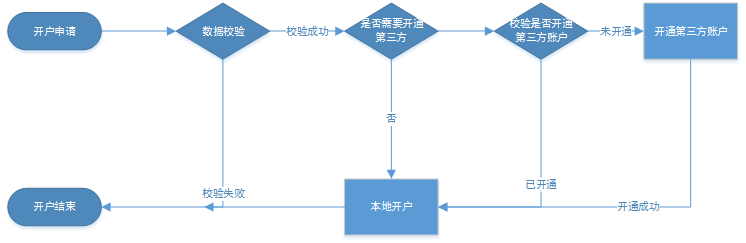 开户申请
数据校验
校验成功
是否需要开通
第三方
校验是否开通
第三方账户
未开通
开通第三方账户
否
已开通
校验失败
开户结束
本地开户
开通成功